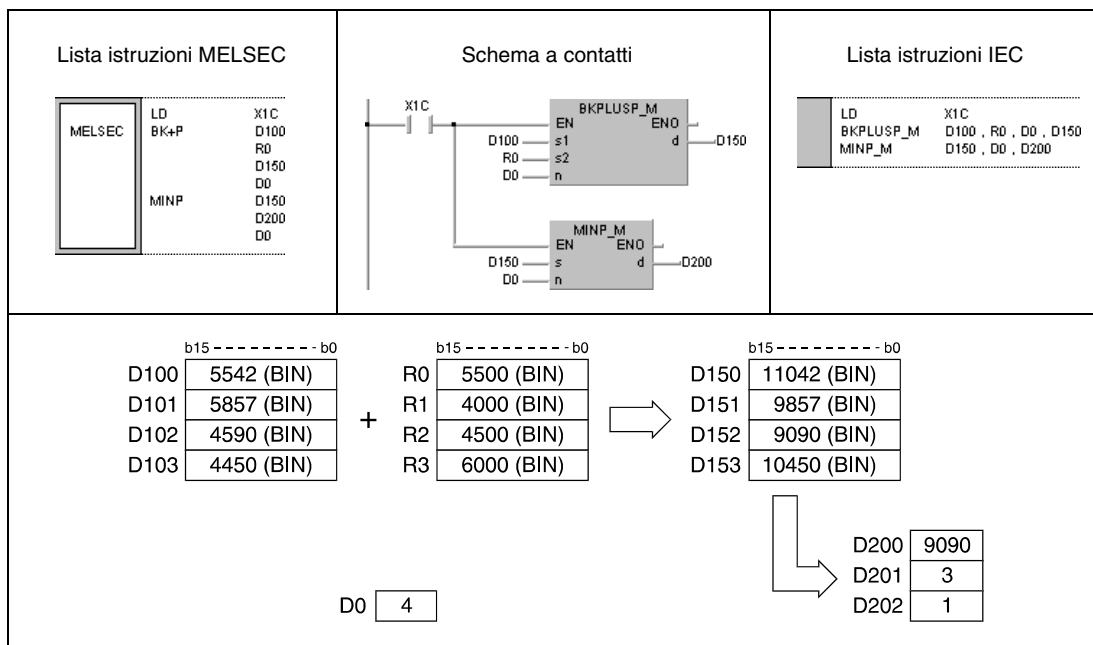 Lista istruzioni MELSEC
MELSEC
LD X1C
BK+P D100
R0
D150
D0
MINP D150
D200
D0
Schema a contatti
X1C
BKPLUSP_M
EN ENO
D100 s1 d D150
R0 s2
D0 n
MINP_M
EN ENO
D150 s d D200
D0 n
Lista istruzioni IEC
LD X1C
BKPLUSP_M D100 , R0 , D0 , D150
MINP_M D150 , D0 , D200
b15 - - - - - - - - - - b0
D100 5542 (BIN)
D101 5857 (BIN)
D102 4590 (BIN)
D103 4450 (BIN)
+
b15 - - - - - - - - - - b0
R0 5500 (BIN)
R1 4000 (BIN)
R2 4500 (BIN)
R3 6000 (BIN)
b15 - - - - - - - - - - b0
D150 11042 (BIN)
D151 9857 (BIN)
D152 9090 (BIN)
D153 10450 (BIN)
D200 9090
D201 3
D202 1
D0 4